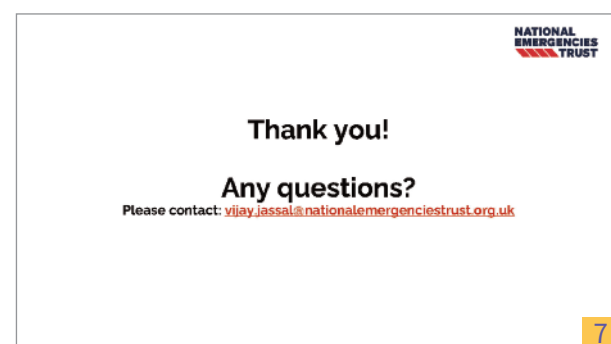 NATIONAL
EMERGENCIES
TRUST
Thank you!
Any questions?
Please contact: vijay.jassal@nationalemergenciestrust.org.uk
7